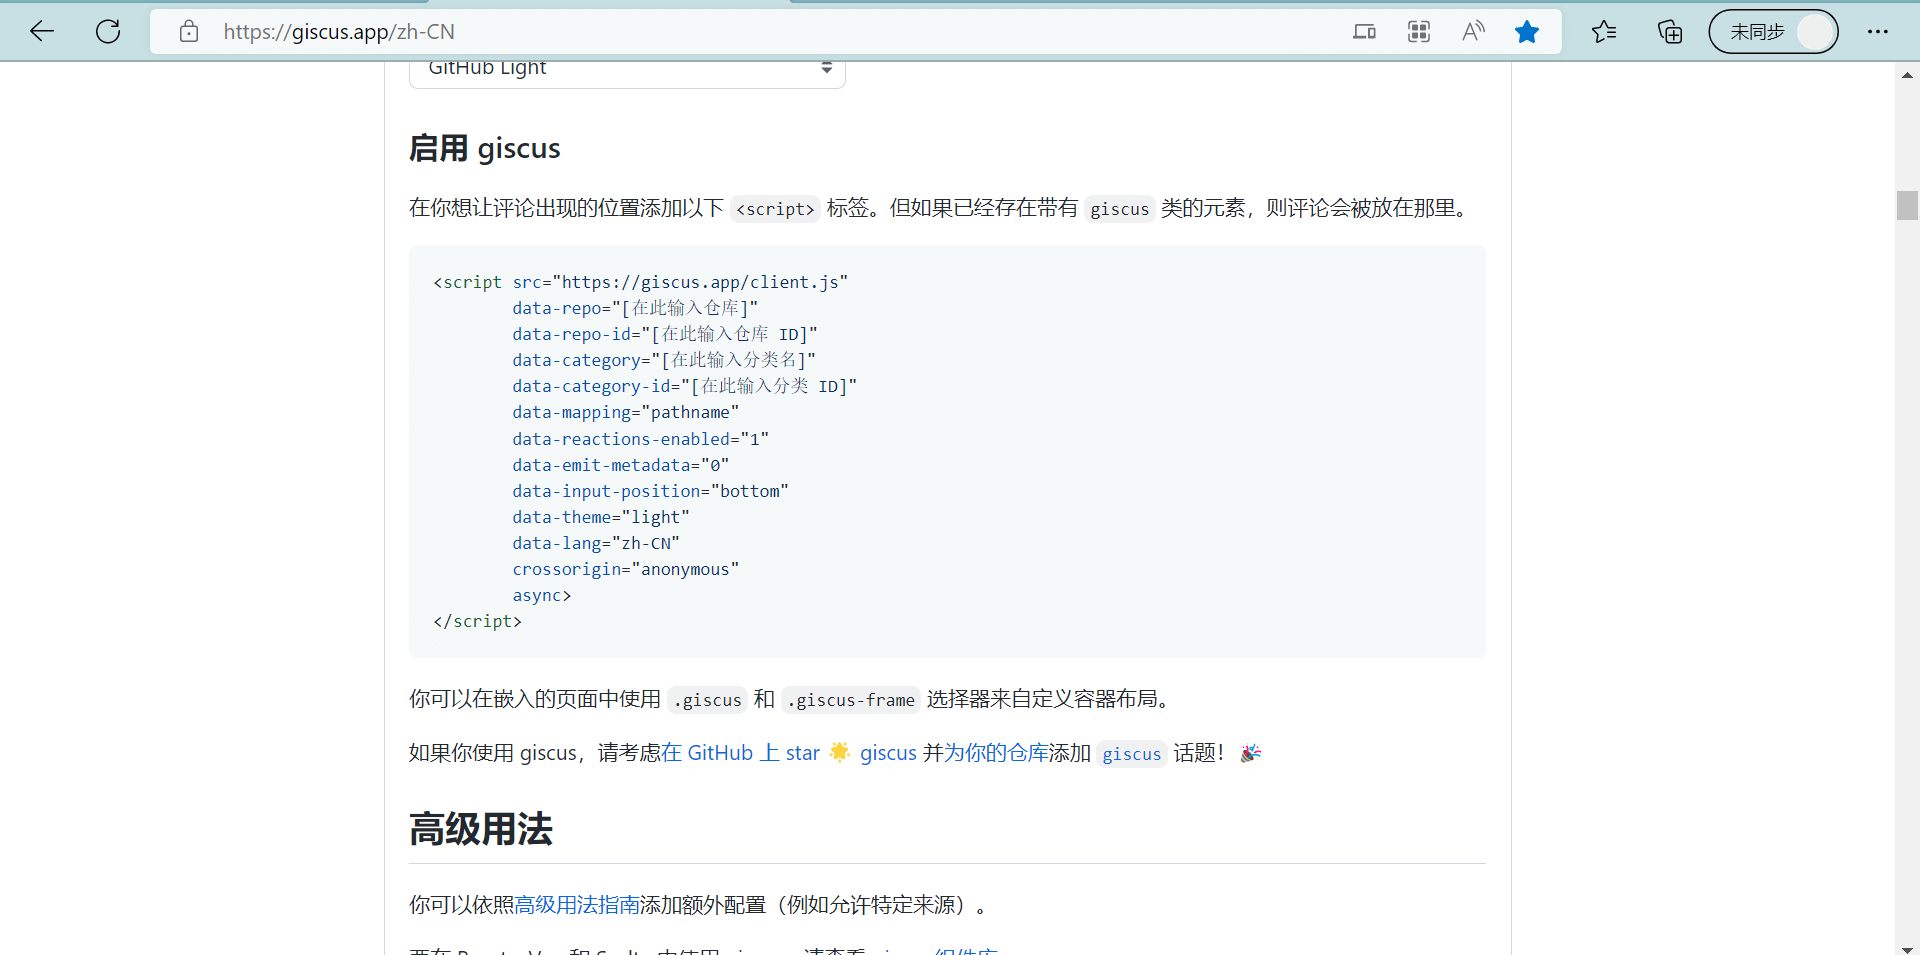 https://giscus.app/zh-CN
未同步
GitHub Light
启用 giscus
在你想让评论出现的位置添加以下 <script> 标签。但如果已经存在带有 giscus 类的元素，则评论会被放在那里。
<script src="https://giscus.app/client.js"
data-repo="[在此输入仓库]"
data-repo-id="[在此输入仓库 ID]"
data-category="[在此输入分类名]"
data-category-id="[在此输入分类 ID]"
data-mapping="pathname"
data-reactions-enabled="1"
data-emit-metadata="0"
data-input-position="bottom"
data-theme="light"
data-lang="zh-CN"
crossorigin="anonymous"
async>
</script>
你可以在嵌入的页面中使用 .giscus 和 .giscus-frame 选择器来自定义容器布局。
如果你使用 giscus，请考虑在 GitHub 上 star 🌟 giscus 并为你的仓库添加 giscus 话题！🎉
高级用法
你可以依照高级用法指南添加额外配置（例如允许特定来源）。